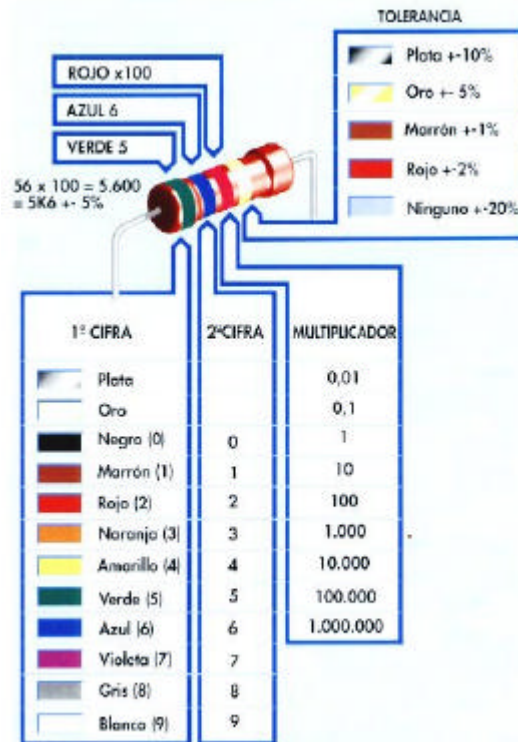 TOLERANCIA
Plata +-10%
Oro +- 5%
Marrón +-1%
Rojo +-2%
Ninguno +-20%
ROJO x100
AZUL 6
VERDE 5
56 x 100 = 5.600
= 5K6 +- 5%
1ª CIFRA 2ªCIFRA MULTIPLICADOR
Plata 0,01
Oro 0,1
Negro (0) 0 1
Marrón (1) 1 10
Rojo (2) 2 100
Naranja (3) 3 1.000
Amarillo (4) 4 10.000
Verde (5) 5 100.000
Azul (6) 6 1.000.000
Violeta (7) 7
Gris (8) 8
Blanco (9) 9